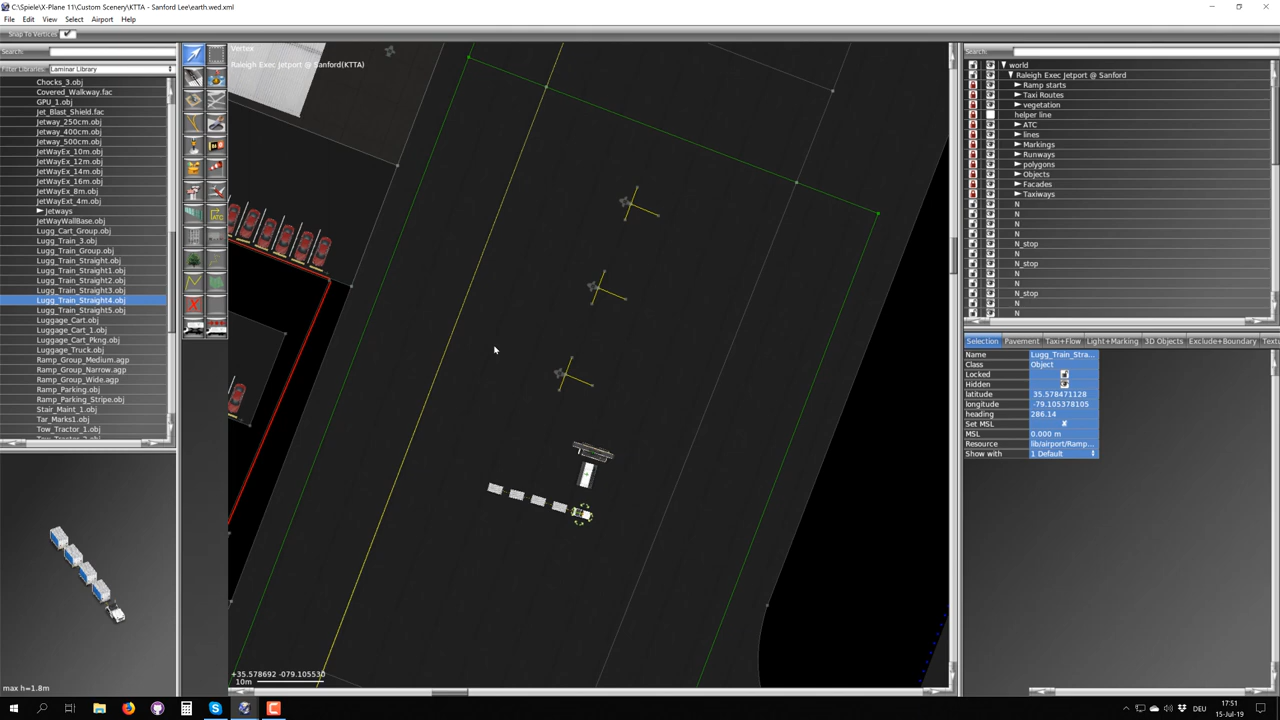 C:\Spiele\X-Plane 11\Custom Scenery\KTTA - Sanford Lee\earth.wed.xml
File Edit View Select Airport Help
Snap To Vertices
Search:
Filter Libraries: Laminar Library
Chocks_3.obj
Covered_Walkway.fac
GPU_1.obj
Jet_Blast_Shield.fac
Jetway_250cm.obj
Jetway_400cm.obj
Jetway_500cm.obj
JetWayEx_10m.obj
JetWayEx_12m.obj
JetWayEx_14m.obj
JetWayEx_16m.obj
JetWayEx_8m.obj
JetWayExt_4m.obj
Jetways
JetWayWallBase.obj
Lugg_Cart_Group.obj
Lugg_Train_3.obj
Lugg_Train_Group.obj
Lugg_Train_Straight.obj
Lugg_Train_Straight1.obj
Lugg_Train_Straight2.obj
Lugg_Train_Straight3.obj
Lugg_Train_Straight4.obj
Lugg_Train_Straight5.obj
Luggage_Cart.obj
Luggage_Cart_1.obj
Luggage_Cart_Pkng.obj
Luggage_Truck.obj
Ramp_Group_Medium.agp
Ramp_Group_Narrow.agp
Ramp_Group_Wide.agp
Ramp_Parking.obj
Ramp_Parking_Stripe.obj
Stair_Maint_1.obj
Tar_Marks1.obj
Tow_Tractor_1.obj
Tow_Tractor_2.obj
max h=1.8m
ATC
Vertex
Raleigh Exec Jetport @ Sanford(KTTA)
+35.578692 -079.105530
10m
Search:
world
Raleigh Exec Jetport @ Sanford
Ramp starts
Taxi Routes
vegetation
helper line
ATC
lines
Markings
Runways
polygons
Objects
Facades
Taxiways
N
N
N
N
N_stop
N
N_stop
N
N
N_stop
N
N
Selection Pavement Taxi+Flow Light+Marking 3D Objects Exclude+Boundary Textu
Name Lugg_Train_Stra...
Class Object
Locked
Hidden
latitude 35.578471128
longitude -79.105378105
heading 286.14
Set MSL
MSL 0.000 m
Resource lib/airport/Ramp...
Show with 1 Default
DEU
17:51
15-Jul-19